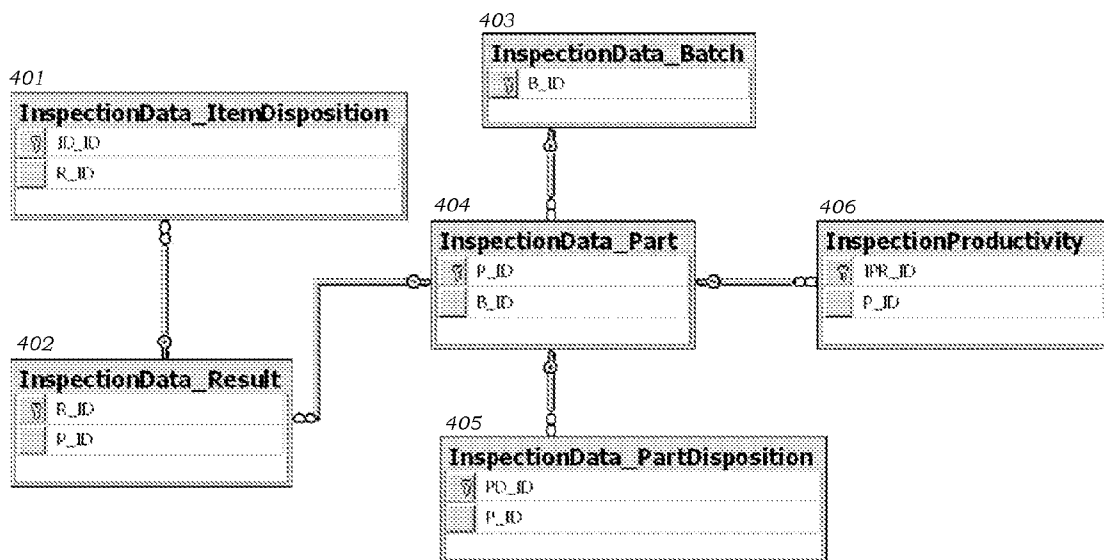 401
InspectionData_ItemDisposition
ID_ID
R_ID
402
InspectionData_Result
R_ID
P_ID
403
InspectionData_Batch
B_ID
404
InspectionData_Part
P_ID
B_ID
405
InspectionData_PartDisposition
PD_ID
P_ID
406
InspectionProductivity
IPR_ID
P_ID